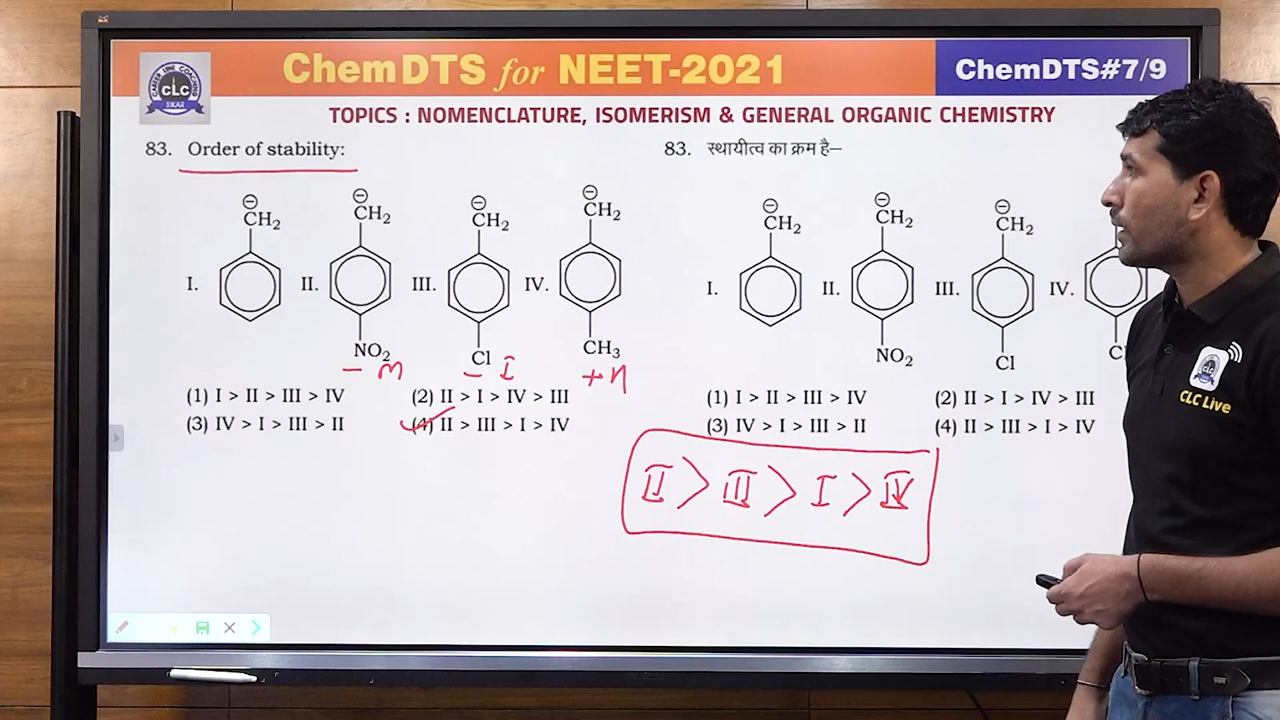 ChemDTS for NEET-2021
ChemDTS#7/9
CLC
SIKAR
TOPICS : NOMENCLATURE, ISOMERISM & GENERAL ORGANIC CHEMISTRY
83. Order of stability:
I. ⊖CH₂
II. ⊖CH₂ NO₂
III. ⊖CH₂ Cl
IV. ⊖CH₂ CH₃
– M
– I
+H
(1) I > II > III > IV (2) II > I > IV > III
(3) IV > I > III > II (4) II > III > I > IV
83. स्थायीत्व का क्रम है–
I. ⊖CH₂
II. ⊖CH₂ NO₂
III. ⊖CH₂ Cl
IV.
(1) I > II > III > IV (2) II > I > IV > III
(3) IV > I > III > II (4) II > III > I > IV
II > III > I > IV
CLC
CLC Live